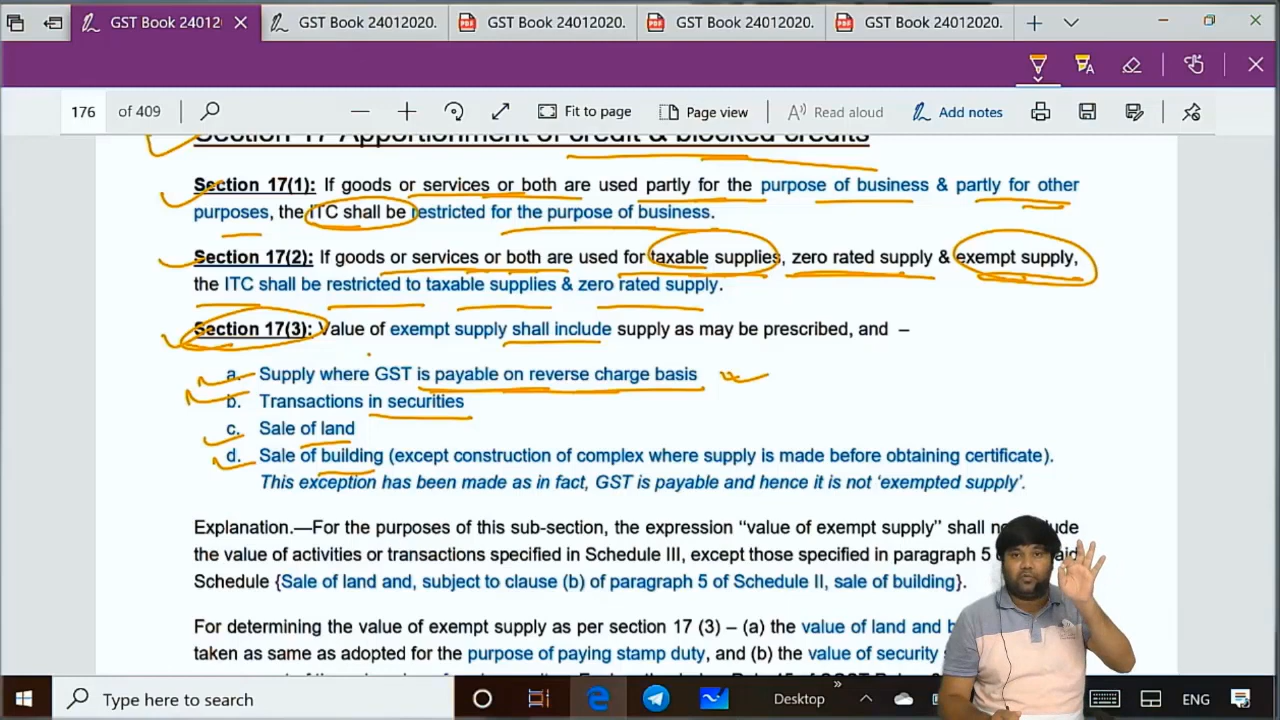 GST Book 24012
GST Book 24012020.
GST Book 24012020.
GST Book 24012020.
GST Book 24012020.
176 of 409
Fit to page
Page view
Read aloud
Add notes
Section 17 Apportionment of credit & blocked credits
Section 17(1): If goods or services or both are used partly for the purpose of business & partly for other
purposes, the ITC shall be restricted for the purpose of business.
Section 17(2): If goods or services or both are used for taxable supplies, zero rated supply & exempt supply,
the ITC shall be restricted to taxable supplies & zero rated supply.
Section 17(3): Value of exempt supply shall include supply as may be prescribed, and –
a. Supply where GST is payable on reverse charge basis
b. Transactions in securities
c. Sale of land
d. Sale of building (except construction of complex where supply is made before obtaining certificate).
This exception has been made as in fact, GST is payable and hence it is not ‘exempted supply’.
Explanation.—For the purposes of this sub-section, the expression “value of exempt supply” shall
the value of activities or transactions specified in Schedule III, except those specified in paragraph 5
Schedule {Sale of land and, subject to clause (b) of paragraph 5 of Schedule II, sale of building}.
For determining the value of exempt supply as per section 17 (3) – (a) the value of land and
taken as same as adopted for the purpose of paying stamp duty, and (b) the value of security
Type here to search
Desktop
ENG